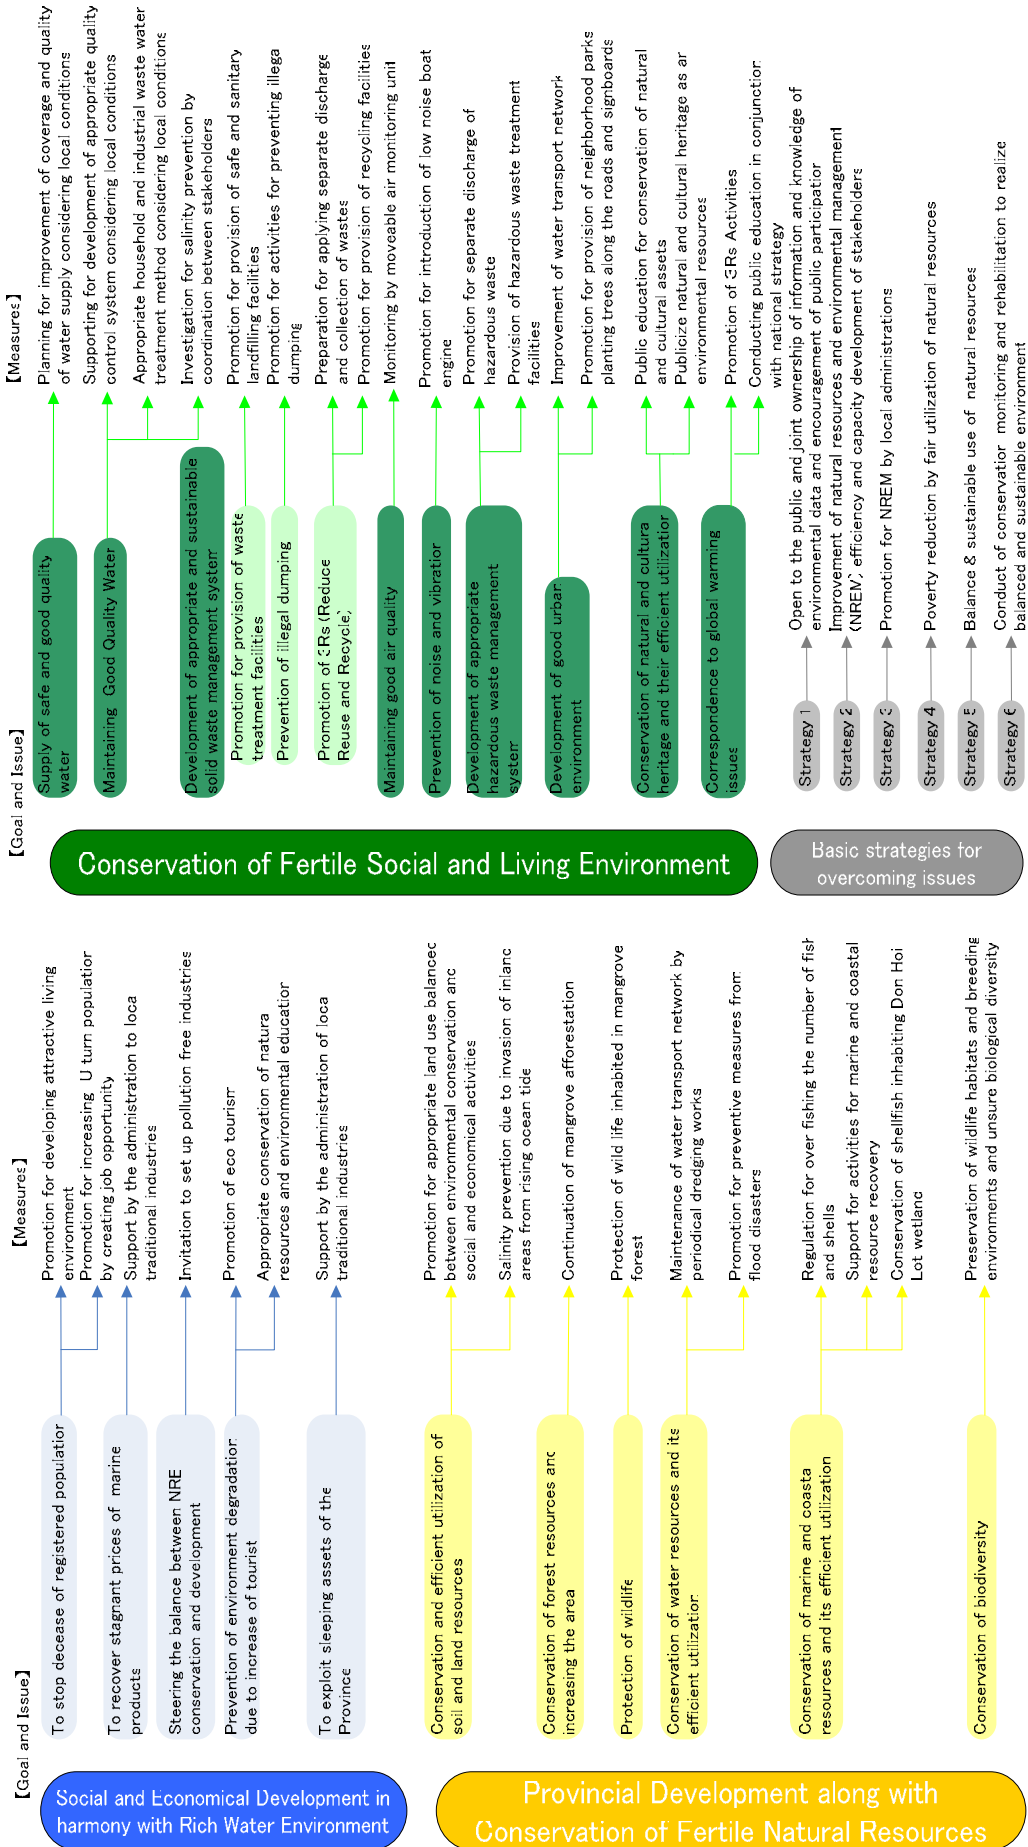 【Goal and Issue】
【Measures】
Social and Economical Development in
harmony with Rich Water Environment
To stop decease of registered population
Promotion for developing attractive living
environment
Promotion for increasing U turn population
by creating job opportunity
To recover stagnant prices of marine
products
Support by the administration to local
traditional industries
Steering the balance between NRE
conservation and development
Invitation to set up pollution free industries
Prevention of environment degradation
due to increase of tourist
Promotion of eco tourism
Appropriate conservation of natural
resources and environmental education
To exploit sleeping assets of the
Province
Support by the administration of local
traditional industries
Provincial Development along with
Conservation of Fertile Natural Resources
Conservation and efficient utilization of
soil and land resources
Promotion for appropriate land use balanced
between environmental conservation and
social and economical activities
Salinity prevention due to invasion of inland
areas from rising ocean tide
Conservation of forest resources and
increasing the area
Continuation of mangrove afforestation
Protection of wildlife
Protection of wild life inhabited in mangrove
forest
Conservation of water resources and its
efficient utilization
Maintenance of water transport network by
periodical dredging works
Promotion for preventive measures from
flood disasters
Conservation of marine and coastal
resources and its efficient utilization
Regulation for over fishing the number of fish
and shells
Support for activities for marine and coastal
resource recovery
Conservation of shellfish inhabiting Don Hoi
Lot wetland
Conservation of biodiversity
Preservation of wildlife habitats and breeding
environments and unsure biological diversity
【Goal and Issue】
【Measures】
Conservation of Fertile Social and Living Environment
Supply of safe and good quality
water
Planning for improvement of coverage and quality
of water supply considering local conditions
Maintaining Good Quality Water
Supporting for development of appropriate quality
control system considering local conditions
Appropriate household and industrial waste water
treatment method considering local conditions
Investigation for salinity prevention by
coordination between stakeholders
Development of appropriate and sustainable
solid waste management system
Promotion for provision of waste
treatment facilities
Promotion for provision of safe and sanitary
landfilling facilities
Prevention of illegal dumping
Promotion for activities for preventing illegal
dumping
Promotion of 3Rs (Reduce
Reuse and Recycle)
Preparation for applying separate discharge
and collection of wastes
Promotion for provision of recycling facilities
Maintaining good air quality
Monitoring by moveable air monitoring unit
Prevention of noise and vibration
Promotion for introduction of low noise boat
engine
Development of appropriate
hazardous waste management
system
Promotion for separate discharge of
hazardous waste
Provision of hazardous waste treatment
facilities
Development of good urban
environment
Improvement of water transport network
Promotion for provision of neighborhood parks
planting trees along the roads and signboards
Conservation of natural and cultural
heritage and their efficient utilization
Public education for conservation of natural
and cultural assets
Publicize natural and cultural heritage as an
environmental resources
Correspondence to global warming
issues
Promotion of 3Rs Activities
Conducting public education in conjunction
with national strategy
Basic strategies for
overcoming issues
Strategy 1
Open to the public and joint ownership of information and knowledge of
environmental data and encouragement of public participation
Strategy 2
Improvement of natural resources and environmental management
(NREM) efficiency and capacity development of stakeholders
Strategy 3
Promotion for NREM by local administrations
Strategy 4
Poverty reduction by fair utilization of natural resources
Strategy 5
Balance & sustainable use of natural resources
Strategy 6
Conduct of conservation monitoring and rehabilitation to realize
balanced and sustainable environment